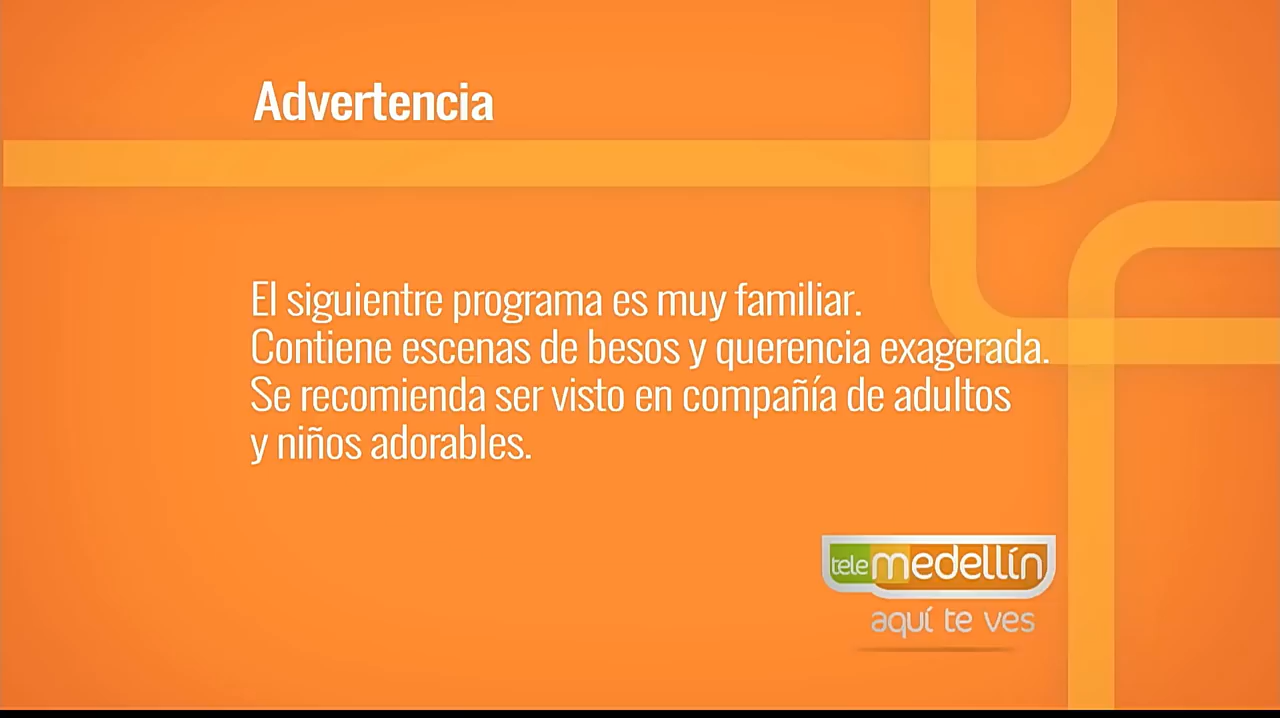 Advertencia
El siguientre programa es muy familiar.
Contiene escenas de besos y querencia exagerada.
Se recomienda ser visto en compañía de adultos
y niños adorables.
tele medellín
aquí te ves